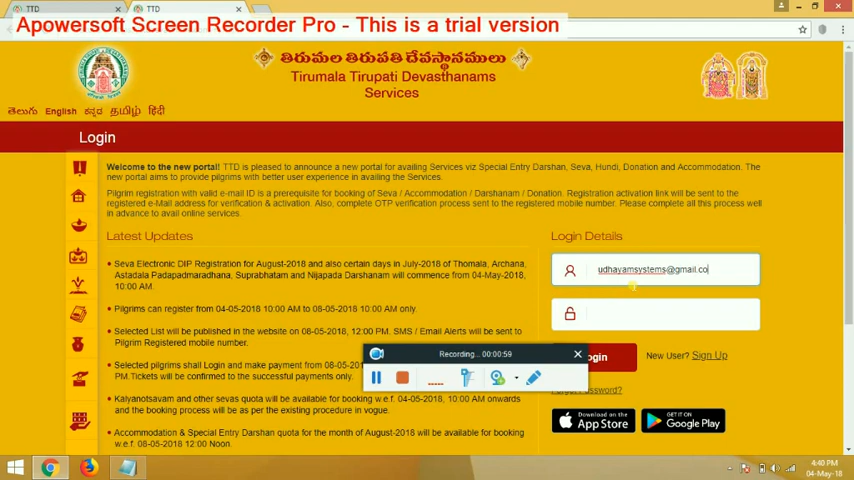 TTD
TTD
Apowersoft Screen Recorder Pro - This is a trial version
తిరుమల తిరుపతి దేవస్థానములు
Tirumala Tirupati Devasthanams
Services
తెలుగు English ಕನ್ನಡ தமிழ் हिंदी
Login
Welcome to the new portal! TTD is pleased to announce a new portal for availing Services viz Special Entry Darshan, Seva, Hundi, Donation and Accommodation. The
new portal aims to provide pilgrims with better user experience in availing the Services.
Pilgrim registration with valid e-mail ID is a prerequisite for booking of Seva / Accommodation / Darshanam / Donation. Registration activation link will be sent to the
registered e-Mail address for verification & activation. Also, complete OTP verification process sent to the registered mobile number. Please complete all this process well
in advance to avail online services.
Latest Updates
Seva Electronic DIP Registration for August-2018 and also certain days in July-2018 of Thomala, Archana,
Astadala Padapadmaradhana, Suprabhatam and Nijapada Darshanam will commence from 04-May-2018,
10:00 AM.
Pilgrims can register from 04-05-2018 10:00 AM to 08-05-2018 10:00 AM only.
Selected List will be published in the website on 08-05-2018, 12:00 PM. SMS / Email Alerts will be sent to
Pilgrim Registered mobile number.
Selected pilgrims shall Login and make payment from 08-05-
PM.Tickets will be confirmed to the successful payments only.
Kalyanotsavam and other sevas quota will be available for booking w.e.f. 04-05-2018, 10:00 AM onwards
and the booking process will be as per the existing procedure in vogue.
Accommodation & Special Entry Darshan quota for the month of August-2018 will be available for booking
w.e.f 08-05-2018 12:00 Noon.
Login Details
udhayamsystems@gmail.co
Recording... 00:00:59
New User? Sign Up
Password?
Download on the
App Store
GET IT ON
Google Play
4:40 PM
04-May-18